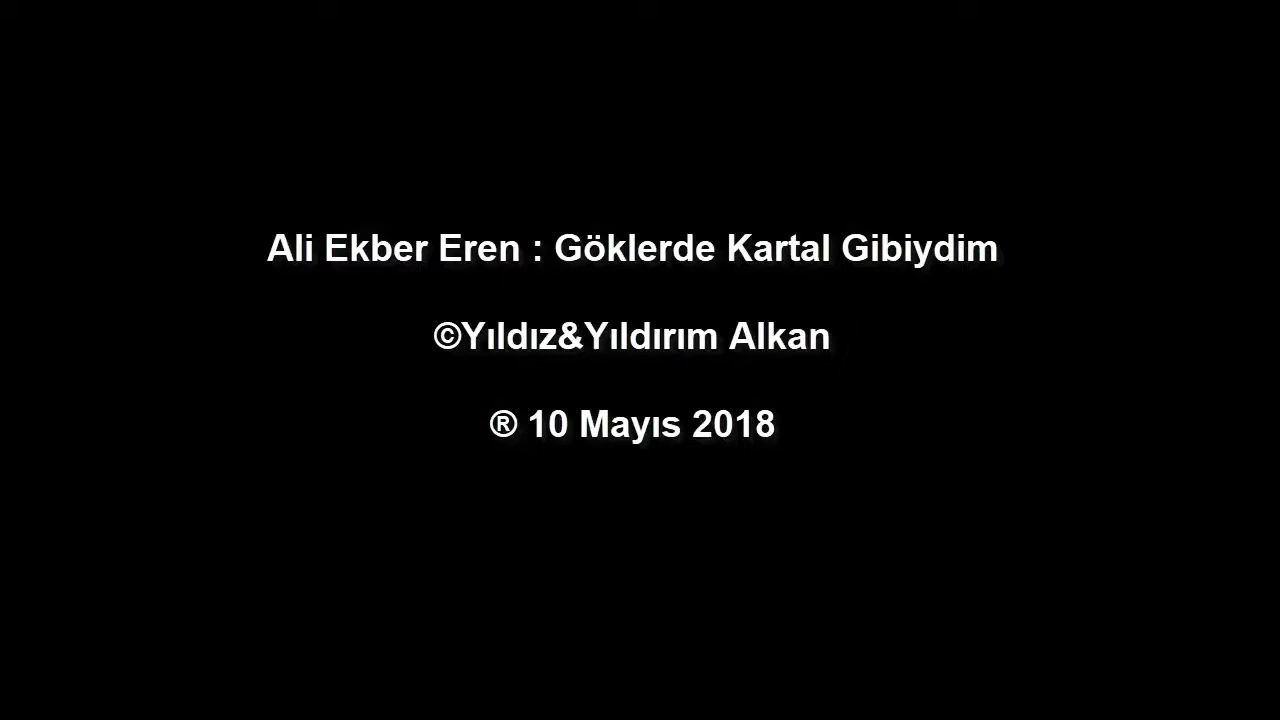 Ali Ekber Eren : Göklerde Kartal Gibiydim
©Yıldız&Yıldırım Alkan
® 10 Mayıs 2018